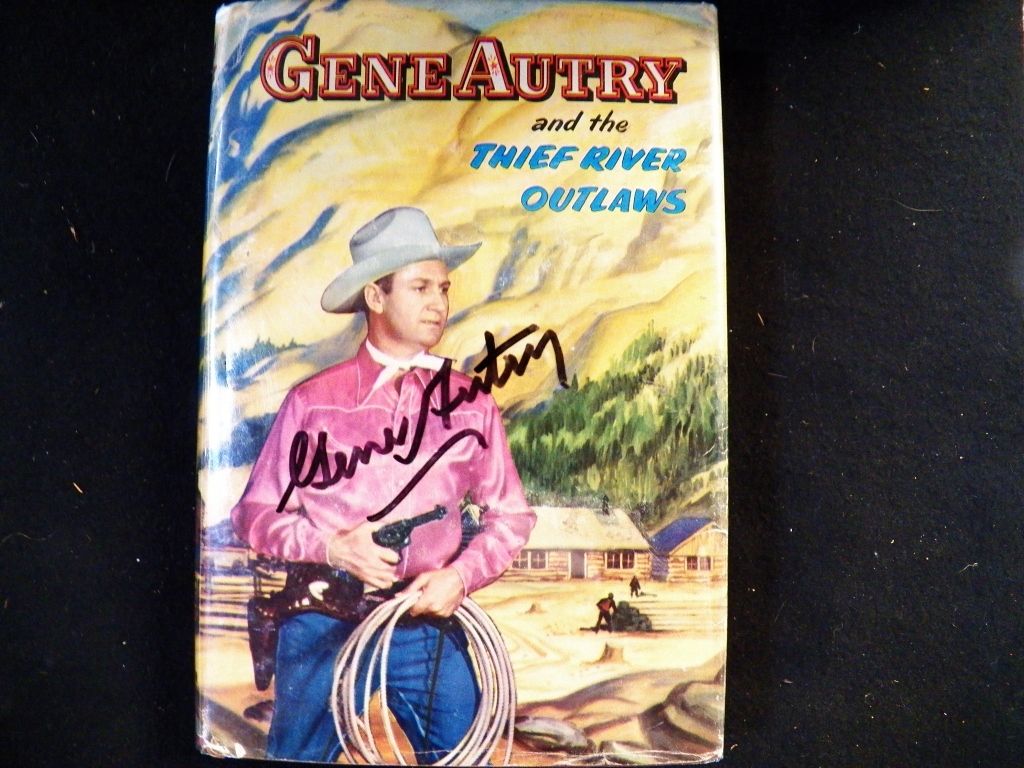 GENE AUTRY
and the
THIEF RIVER
OUTLAWS
Gene Autry